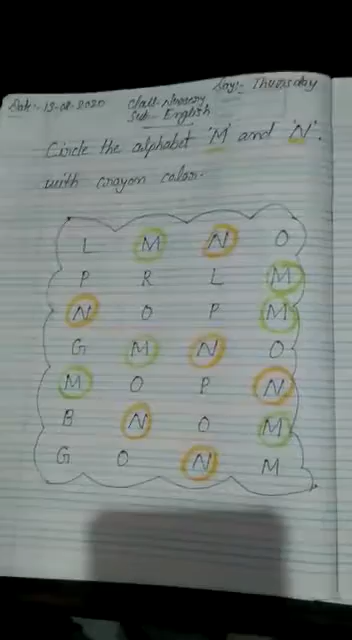 Date:- 13-08-2020 Class-Nursery Day:- Thursday
Sub- English
Circle the alphabet 'M' and 'N'.
with crayon color.
L M N O
P R L M
N O P M
G M N O
M O P N
B N O M
G O N M